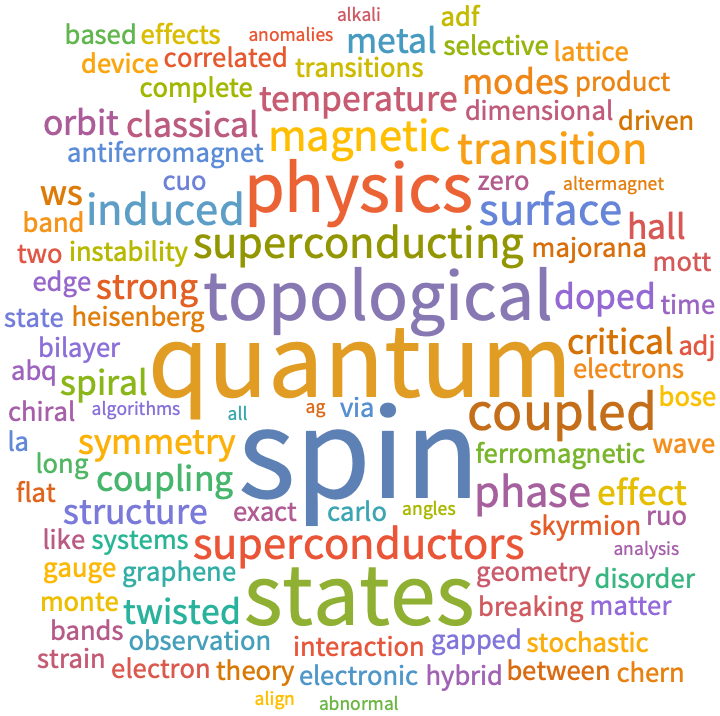 alkali
adf
based effects anomalies metal selective lattice
device correlated transitions
complete temperature modes product
orbit classical magnetic dimensional driven
antiferromagnet transition
cuo physics zero altermagnet
ws induced surface hall
band
two instability superconducting majorana mott
edge strong topological doped time
state heisenberg
bilayer quantum critical adj
abq spiral electrons bose
chiral algorithms all ag via coupled
la symmetry spin ferromagnetic wave
long coupling phase effect
flat
structure exact carlo angles skyrmion ruo
like systems superconductors analysis
gauge graphene states geometry disorder
monte twisted breaking matter
bands observation interaction gapped stochastic
strain electron theory electronic hybrid between chern
align abnormal